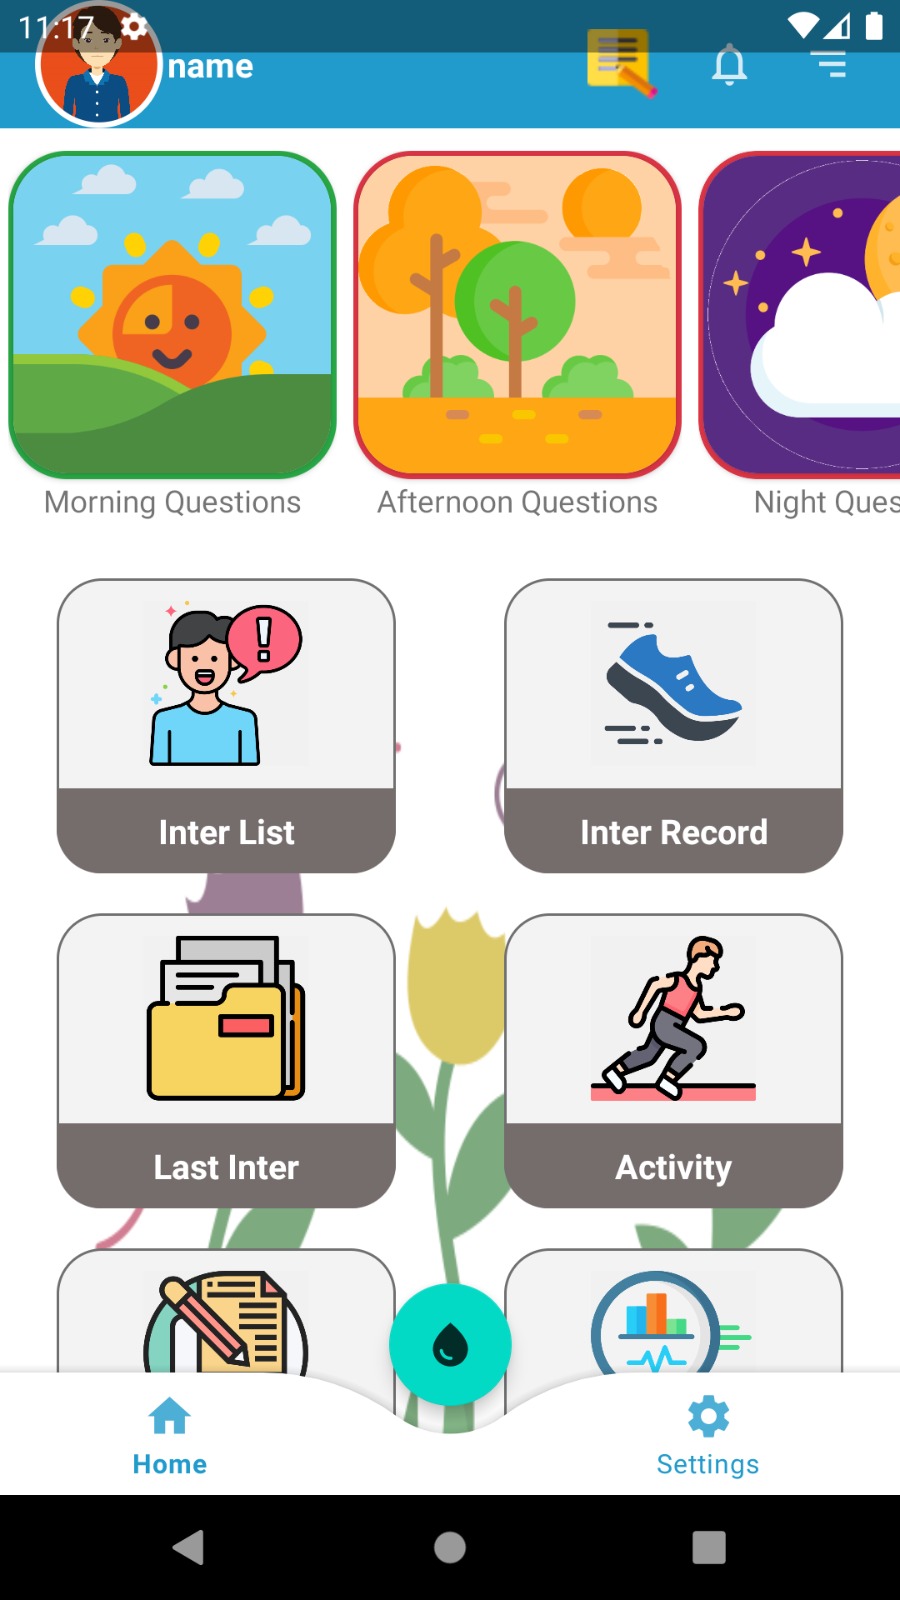 11:17
name
Morning Questions
Afternoon Questions
Night Ques
Inter List
Inter Record
Last Inter
Activity
Home
Settings